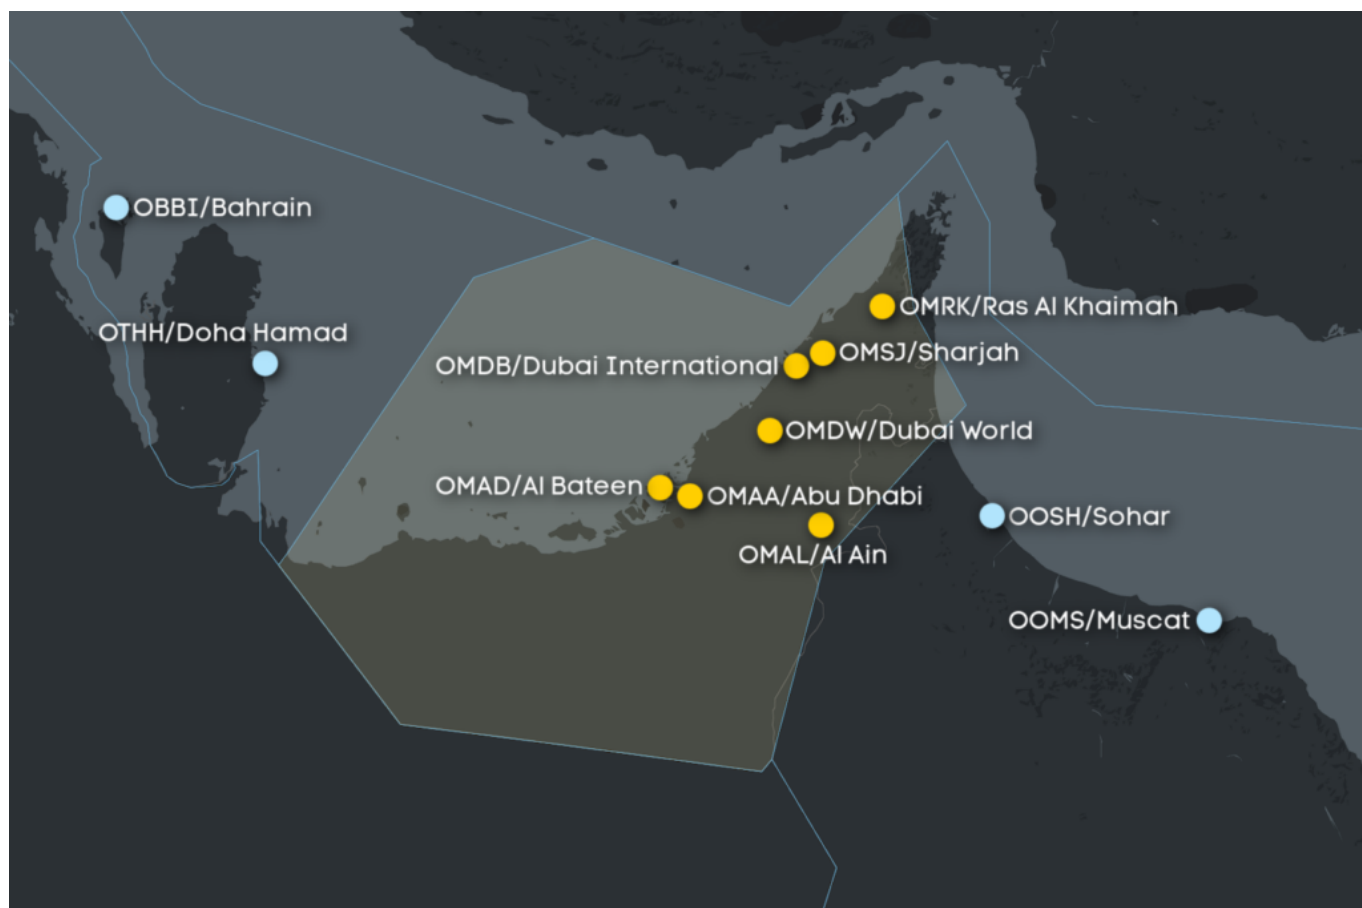 OBBI/Bahrain
OTHH/Doha Hamad
OMRK/Ras Al Khaimah
OMSJ/Sharjah
OMDB/Dubai International
OMDW/Dubai World
OMAD/Al Bateen
OMAA/Abu Dhabi
OOSH/Sohar
OMAL/Al Ain
OOMS/Muscat